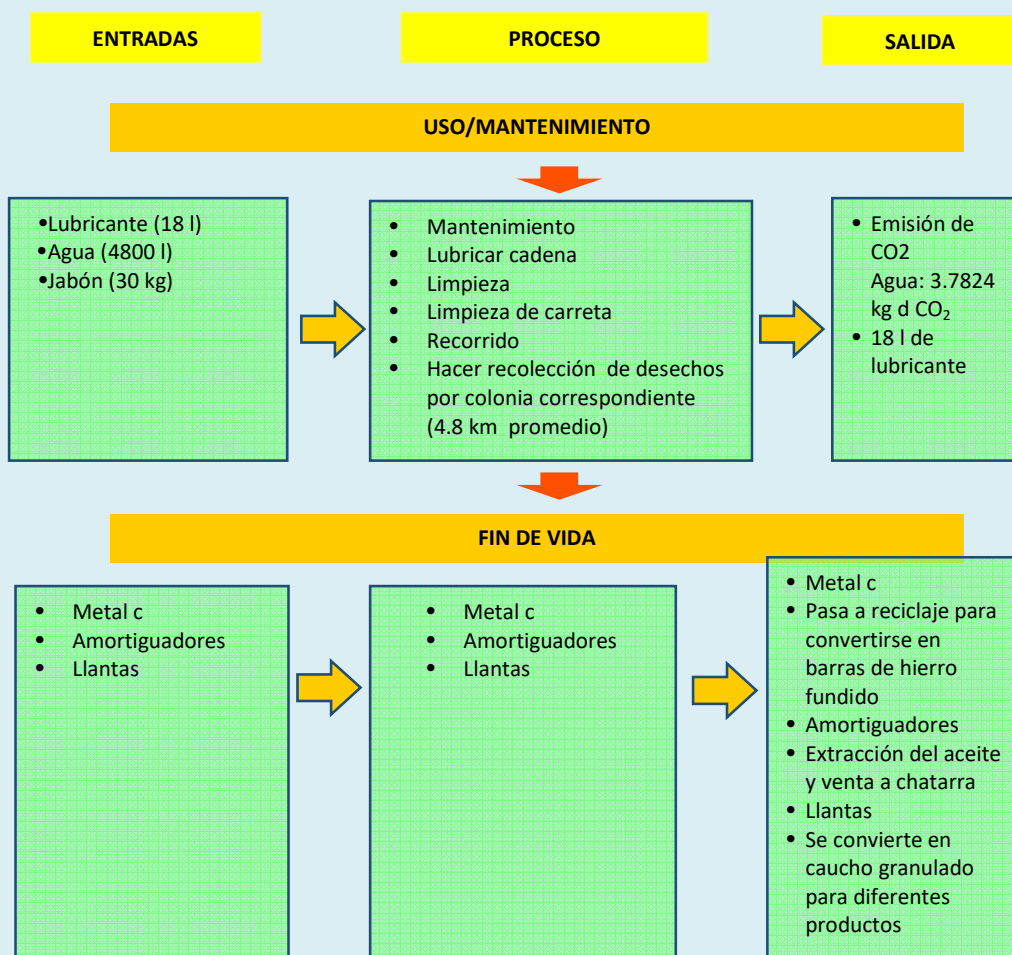 ENTRADAS
PROCESO
SALIDA
USO/MANTENIMIENTO
•Lubricante (18 l)
•Agua (4800 l)
•Jabón (30 kg)
• Mantenimiento
• Lubricar cadena
• Limpieza
• Limpieza de carreta
• Recorrido
• Hacer recolección de desechos
por colonia correspondiente
(4.8 km promedio)
• Emisión de
CO2
Agua: 3.7824
kg d CO₂
• 18 l de
lubricante
FIN DE VIDA
• Metal c
• Amortiguadores
• Llantas
• Metal c
• Amortiguadores
• Llantas
• Metal c
• Pasa a reciclaje para
convertirse en
barras de hierro
fundido
• Amortiguadores
• Extracción del aceite
y venta a chatarra
• Llantas
• Se convierte en
caucho granulado
para diferentes
productos